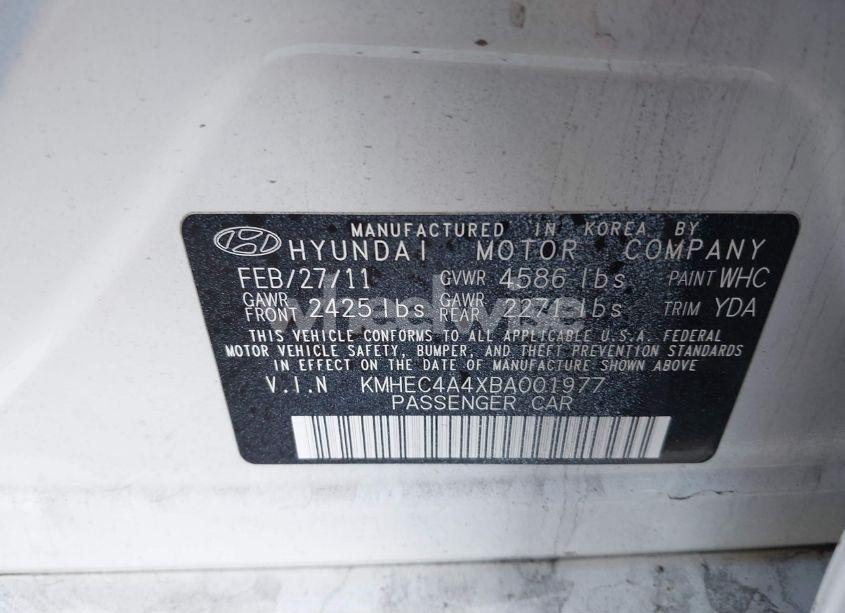 MANUFACTURED IN KOREA BY
HYUNDAI MOTOR COMPANY
FEB/27/11 GVWR 4586 lbs PAINT WHC
GAWR FRONT 2425 lbs GAWR REAR 2271 lbs TRIM YDA
THIS VEHICLE CONFORMS TO ALL APPLICABLE U.S.A. FEDERAL
MOTOR VEHICLE SAFETY, BUMPER, AND THEFT PREVENTION STANDARDS
IN EFFECT ON THE DATE OF MANUFACTURE SHOWN ABOVE
V.I.N KMHEC4A4XBA001977
PASSENGER CAR